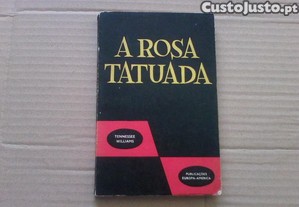 CustoJusto.pt
A ROSA
TATUADA
TENNESSEE
WILLIAMS
PUBLICAÇÕES
EUROPA-AMÉRICA